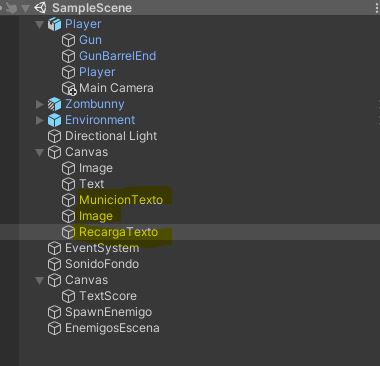 SampleScene
Player
Gun
GunBarrelEnd
Player
Main Camera
Zombunny
Environment
Directional Light
Canvas
Image
Text
MunicionTexto
Image
RecargaTexto
EventSystem
SonidoFondo
Canvas
TextScore
SpawnEnemigo
EnemigosEscena